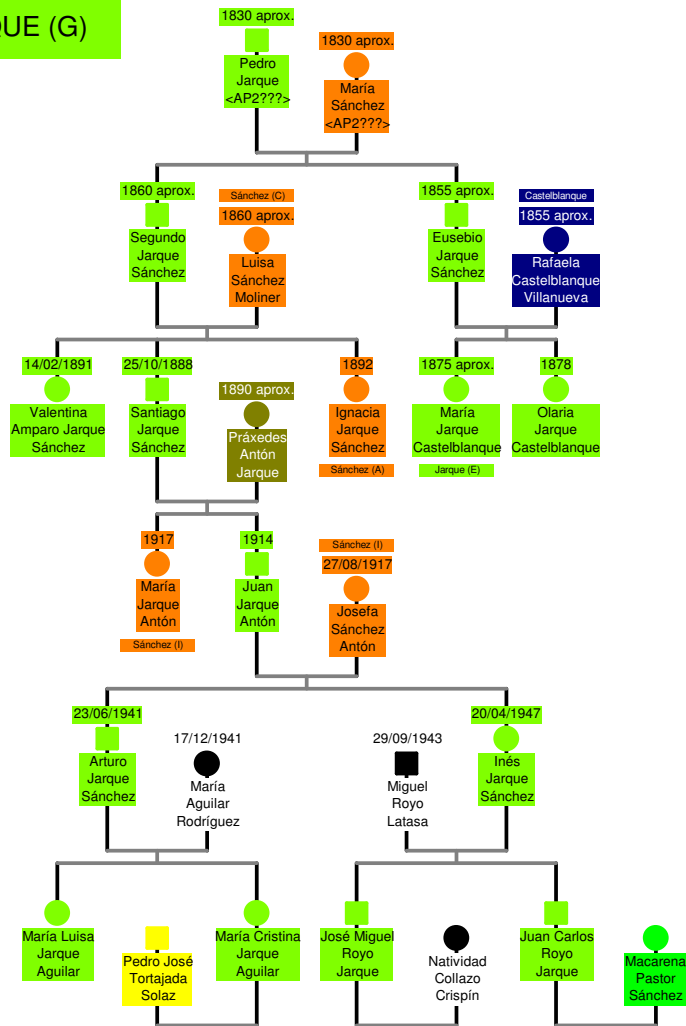 QUE (G)
1830 aprox.
Pedro
Jarque
<AP2???>
1830 aprox.
María
Sánchez
<AP2???>
1860 aprox.
Segundo
Jarque
Sánchez
Sánchez (C)
1860 aprox.
Luisa
Sánchez
Moliner
1855 aprox.
Eusebio
Jarque
Sánchez
Castelblanque
1855 aprox.
Rafaela
Castelblanque
Villanueva
14/02/1891
Valentina
Amparo Jarque
Sánchez
25/10/1888
Santiago
Jarque
Sánchez
1890 aprox.
Práxedes
Antón
Jarque
1892
Ignacia
Jarque
Sánchez
Sánchez (A)
1875 aprox.
María
Jarque
Castelblanque
Jarque (E)
1878
Olaria
Jarque
Castelblanque
1917
María
Jarque
Antón
Sánchez (I)
1914
Juan
Jarque
Antón
Sánchez (I)
27/08/1917
Josefa
Sánchez
Antón
23/06/1941
Arturo
Jarque
Sánchez
17/12/1941
María
Aguilar
Rodríguez
29/09/1943
Miguel
Royo
Latasa
20/04/1947
Inés
Jarque
Sánchez
María Luisa
Jarque
Aguilar
Pedro José
Tortajada
Solaz
María Cristina
Jarque
Aguilar
José Miguel
Royo
Jarque
Natividad
Collazo
Crispín
Juan Carlos
Royo
Jarque
Macarena
Pastor
Sánchez